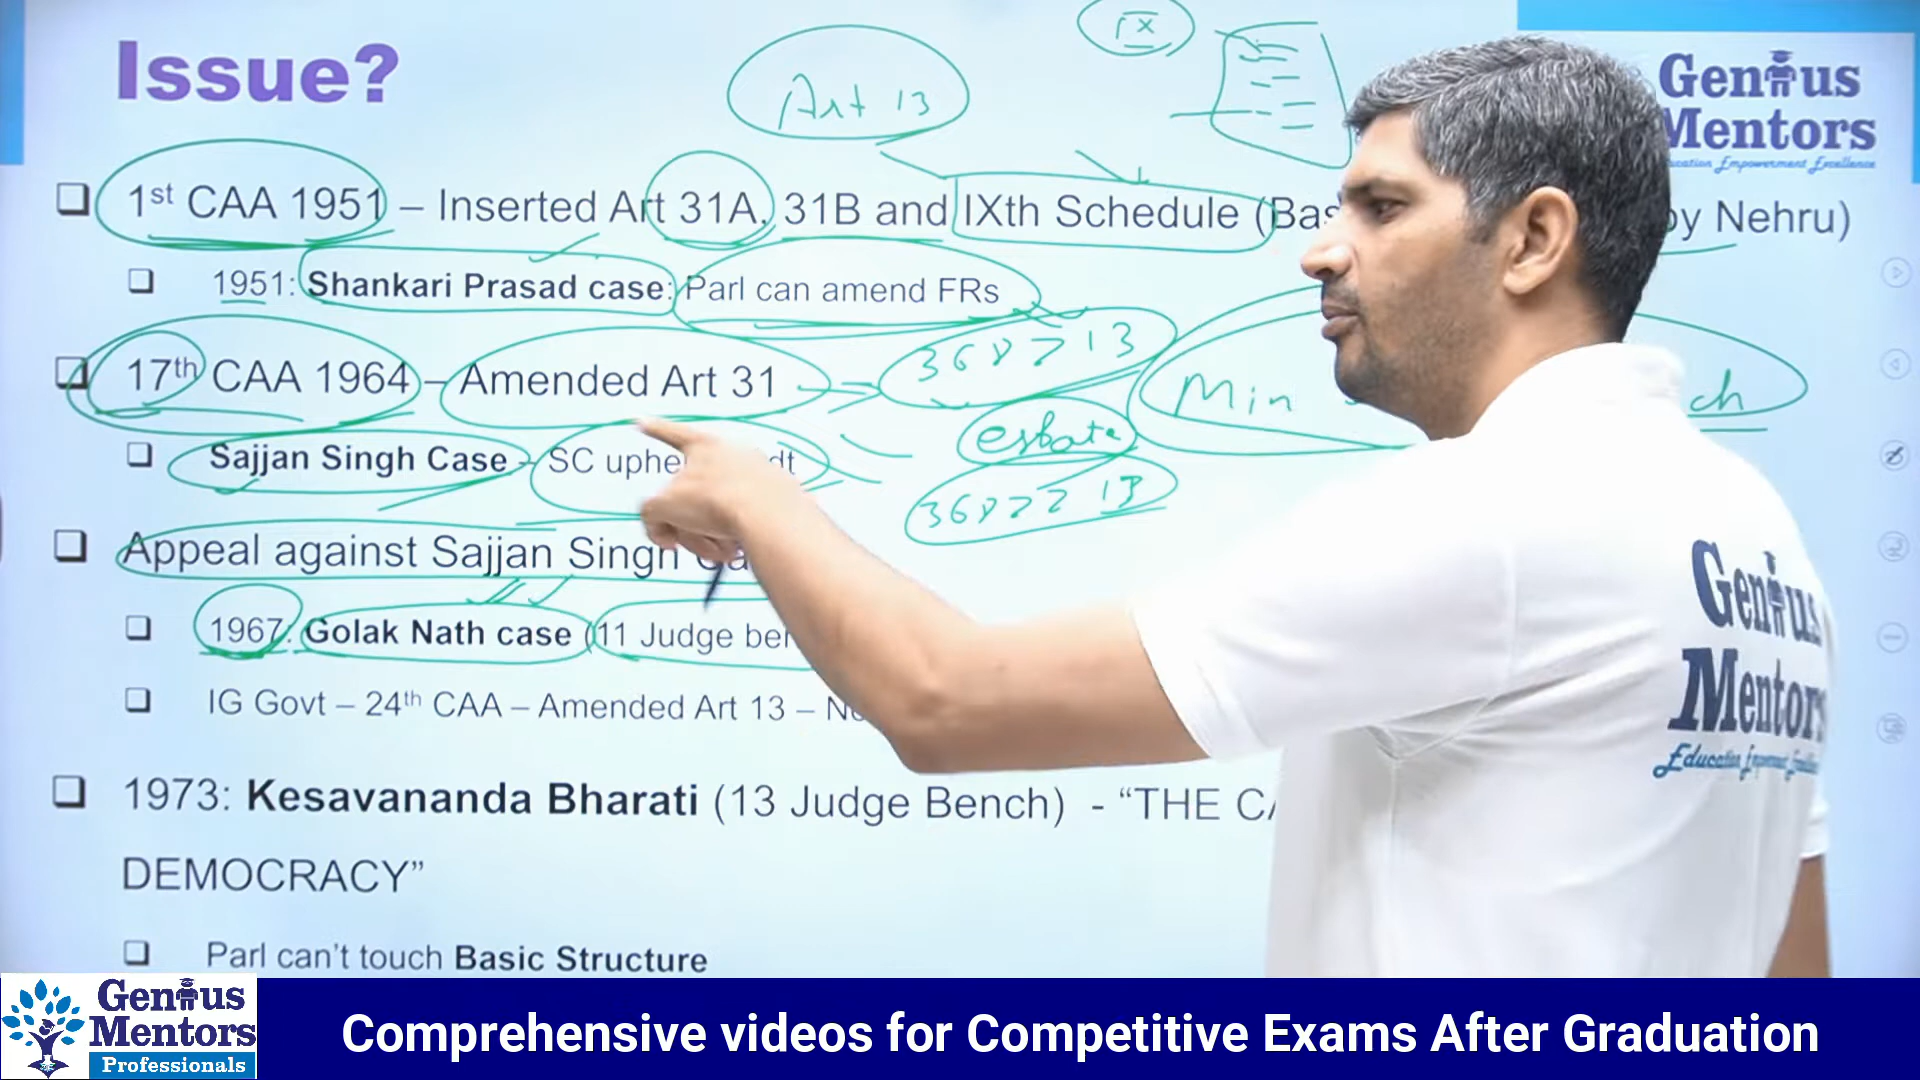 Issue?
Art 13
Genius
Mentors
1st CAA 1951 – Inserted Art 31A, 31B and IXth Schedule (Bas by Nehru)
1951: Shankari Prasad case: Parl can amend FRs
17th CAA 1964 – Amended Art 31
368 > 13
Min
ch
Sajjan Singh Case – SC uphe dt
estate
368 > 13
Appeal against Sajjan Singh
1967: Golak Nath case (11 Judge
IG Govt – 24th CAA – Amended Art 13 –
1973: Kesavananda Bharati (13 Judge Bench) - “THE
DEMOCRACY”
Parl can’t touch Basic Structure
Genius
Mentors
Genius
Mentors
Professionals
Comprehensive videos for Competitive Exams After Graduation